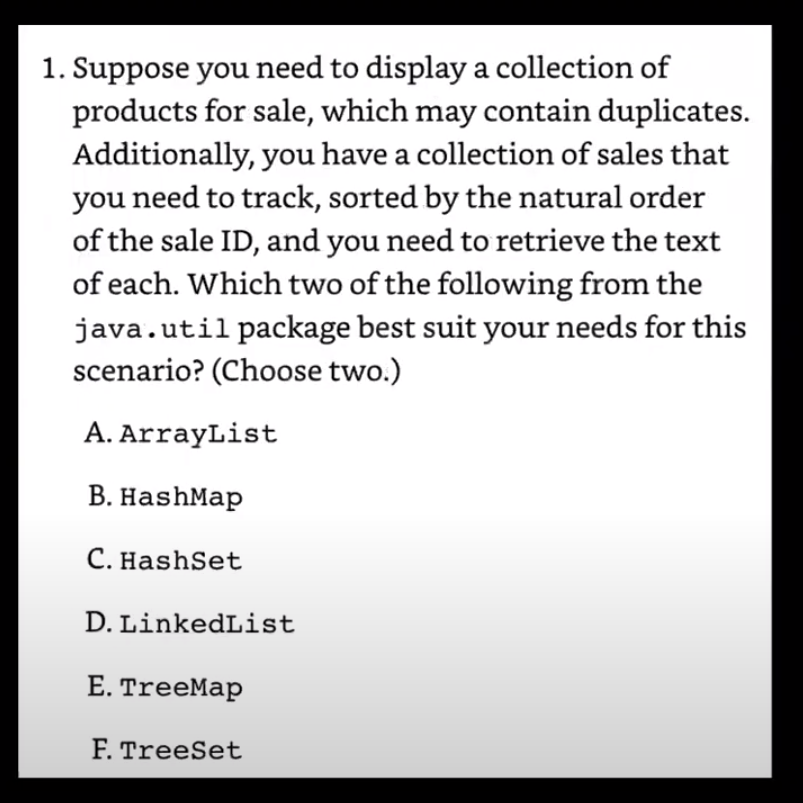 1. Suppose you need to display a collection of
products for sale, which may contain duplicates.
Additionally, you have a collection of sales that
you need to track, sorted by the natural order
of the sale ID, and you need to retrieve the text
of each. Which two of the following from the
java.util package best suit your needs for this
scenario? (Choose two.)
A. ArrayList
B. HashMap
C. HashSet
D. LinkedList
E. TreeMap
F. TreeSet